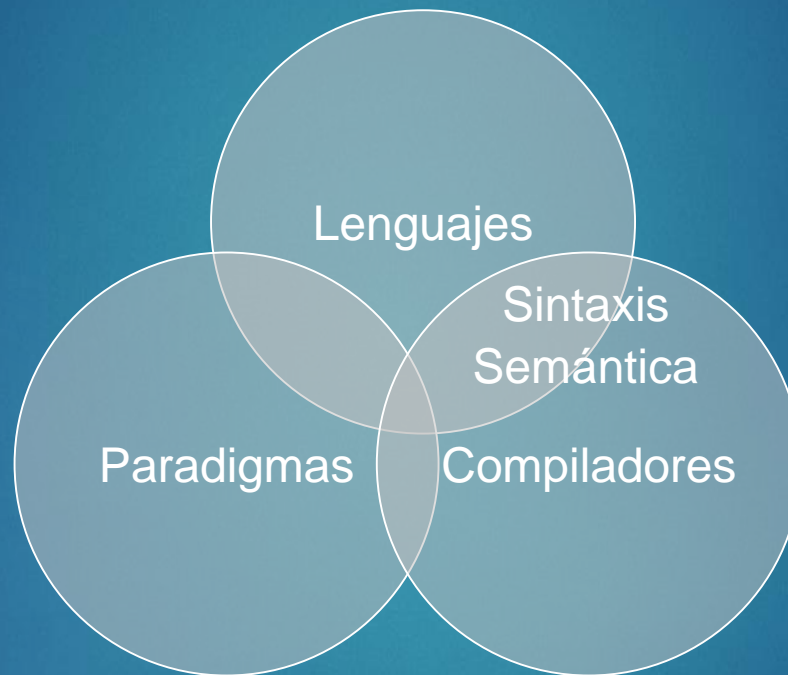 Lenguajes
Sintaxis
Semántica
Paradigmas
Compiladores